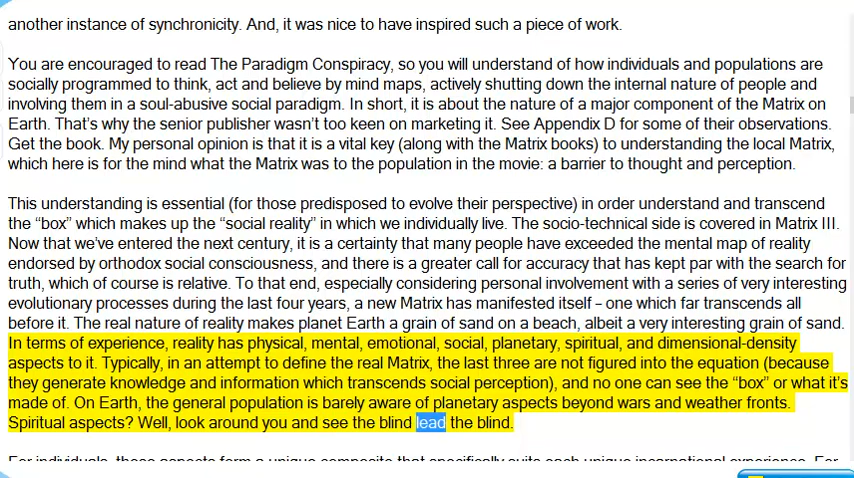 another instance of synchronicity. And, it was nice to have inspired such a piece of work.
You are encouraged to read The Paradigm Conspiracy, so you will understand of how individuals and populations are
socially programmed to think, act and believe by mind maps, actively shutting down the internal nature of people and
involving them in a soul-abusive social paradigm. In short, it is about the nature of a major component of the Matrix on
Earth. That’s why the senior publisher wasn’t too keen on marketing it. See Appendix D for some of their observations.
Get the book. My personal opinion is that it is a vital key (along with the Matrix books) to understanding the local Matrix,
which here is for the mind what the Matrix was to the population in the movie: a barrier to thought and perception.
This understanding is essential (for those predisposed to evolve their perspective) in order understand and transcend
the “box” which makes up the “social reality” in which we individually live. The socio-technical side is covered in Matrix III.
Now that we’ve entered the next century, it is a certainty that many people have exceeded the mental map of reality
endorsed by orthodox social consciousness, and there is a greater call for accuracy that has kept par with the search for
truth, which of course is relative. To that end, especially considering personal involvement with a series of very interesting
evolutionary processes during the last four years, a new Matrix has manifested itself – one which far transcends all
before it. The real nature of reality makes planet Earth a grain of sand on a beach, albeit a very interesting grain of sand.
In terms of experience, reality has physical, mental, emotional, social, planetary, spiritual, and dimensional-density
aspects to it. Typically, in an attempt to define the real Matrix, the last three are not figured into the equation (because
they generate knowledge and information which transcends social perception), and no one can see the “box” or what it’s
made of. On Earth, the general population is barely aware of planetary aspects beyond wars and weather fronts.
Spiritual aspects? Well, look around you and see the blind lead the blind.
For individuals, these aspects form a unique composite that specifically suits each unique incarnational experience. For